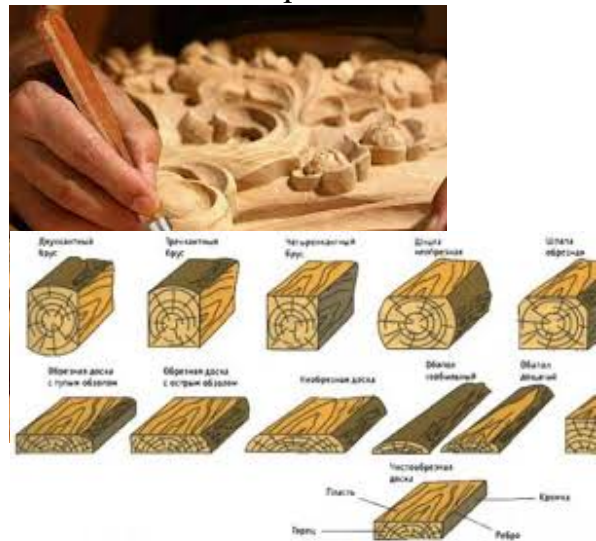 Двухкантный
брус
Трехкантный
брус
Четырехкантный
брус
Шпала
необрезная
Шпала
обрезная
Обрезная доска
с тупым обзолом
Обрезная доска
с острым обзолом
Необрезная доска
Обапол
горбыльный
Обапол
дощатый
Чистообрезная
доска
Пласть
Кромка
Торец
Ребро